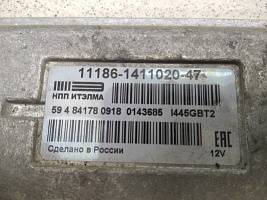 11186-1411020-47
НПП ИТЭЛМА
59 4 84178 0918 0143685 I445GBT2
EAC
Сделано в России
12V